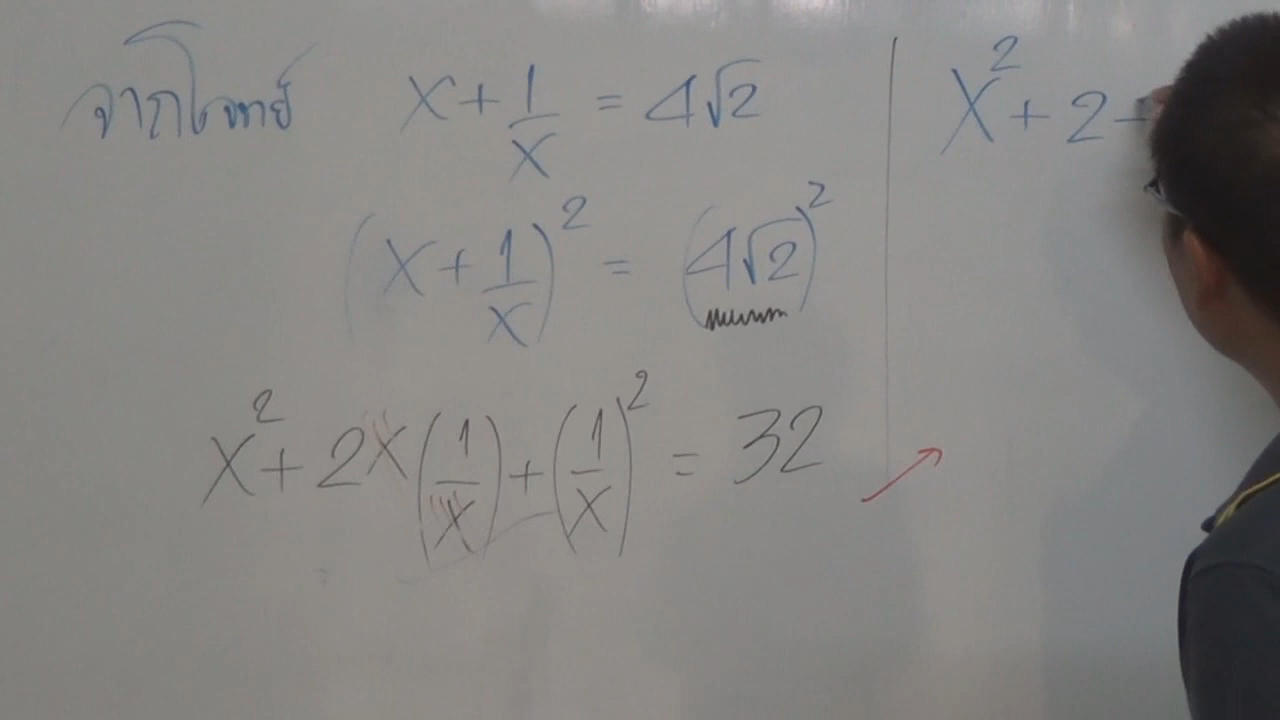 จากโจทย์ x + 1/x = 4√2
(x + 1/x)² = (4√2)²
x² + 2x(1/x) + (1/x)² = 32
x² + 2